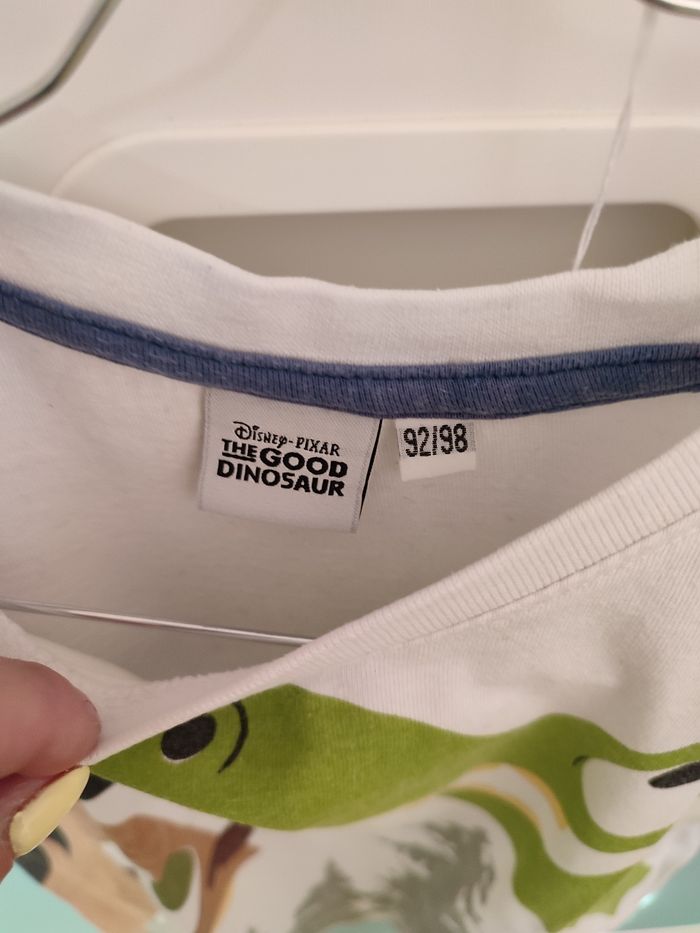 DISNEY-PIXAR
THE GOOD
DINOSAUR
92/98